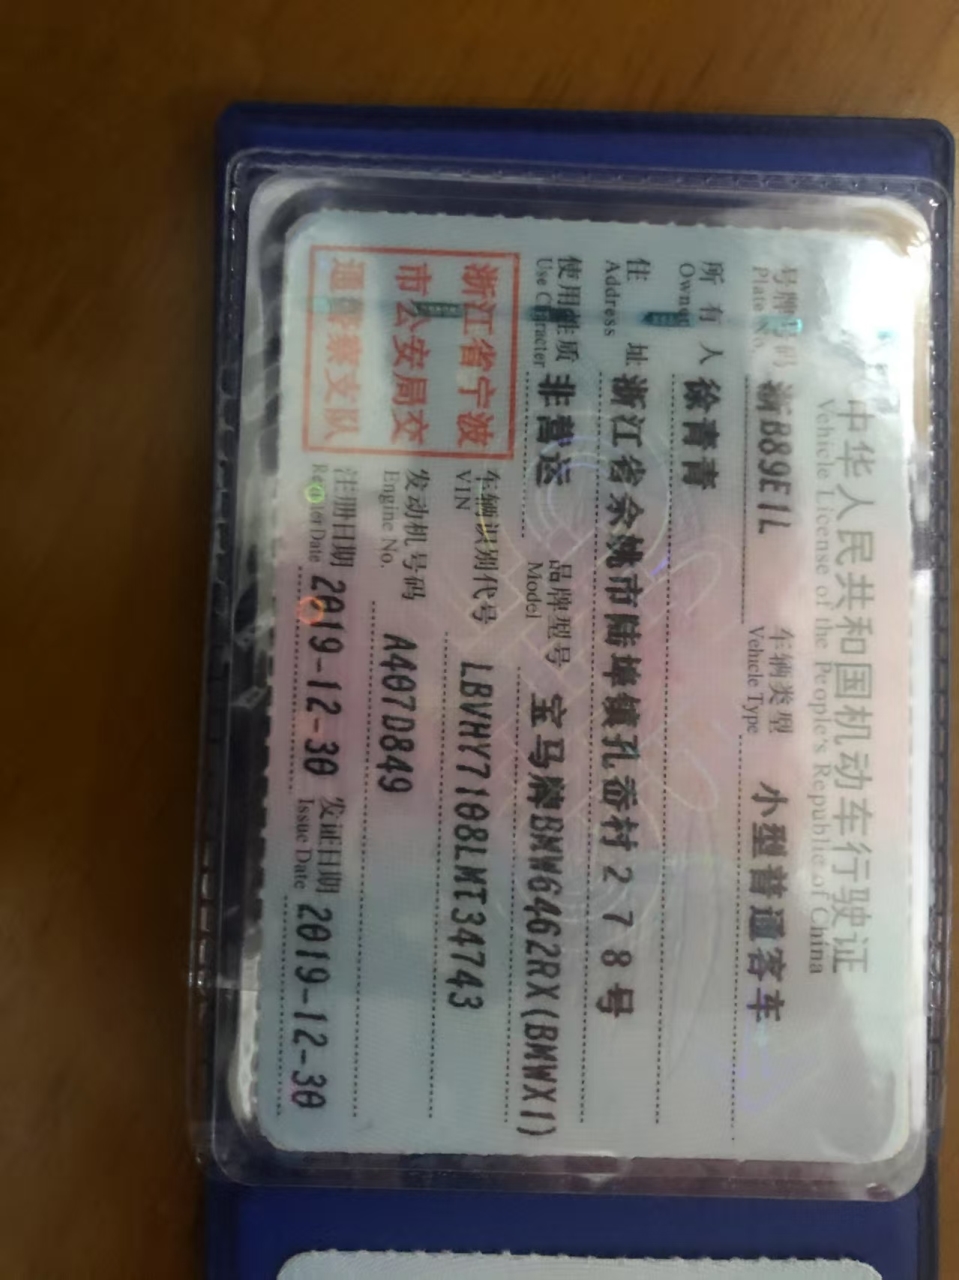 中华人民共和国机动车行驶证
Vehicle License of the People's Republic of China
号牌号码 浙B89E1L 车辆类型 小型普通客车
Plate No. Vehicle Type
所有人 徐青青
Owner
住址 浙江省余姚市陆埠镇孔岙村278号
Address
使用性质 非营运 品牌型号 宝马牌BMW6462RX(BMWX1)
Use Character Model
浙江省宁波
市公安局交
通警察支队
车辆识别代号 LBVHY7108LMT34743
VIN
发动机号码 A407D849
Engine No.
注册日期 2019-12-30 发证日期 2019-12-30
Register Date Issue Date